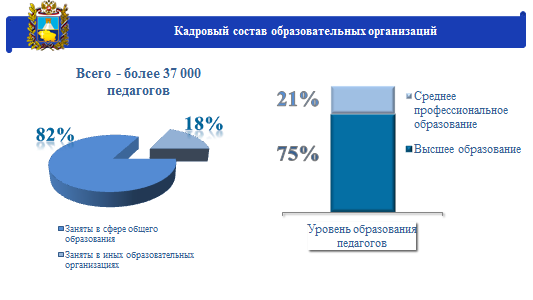 Кадровый состав образовательных организаций
Всего - более 37 000
педагогов
82%
18%
Заняты в сфере общего
образования
Заняты в иных образовательных
организациях
21%
75%
Среднее
профессиональное
образование
Высшее образование
Уровень образования
педагогов